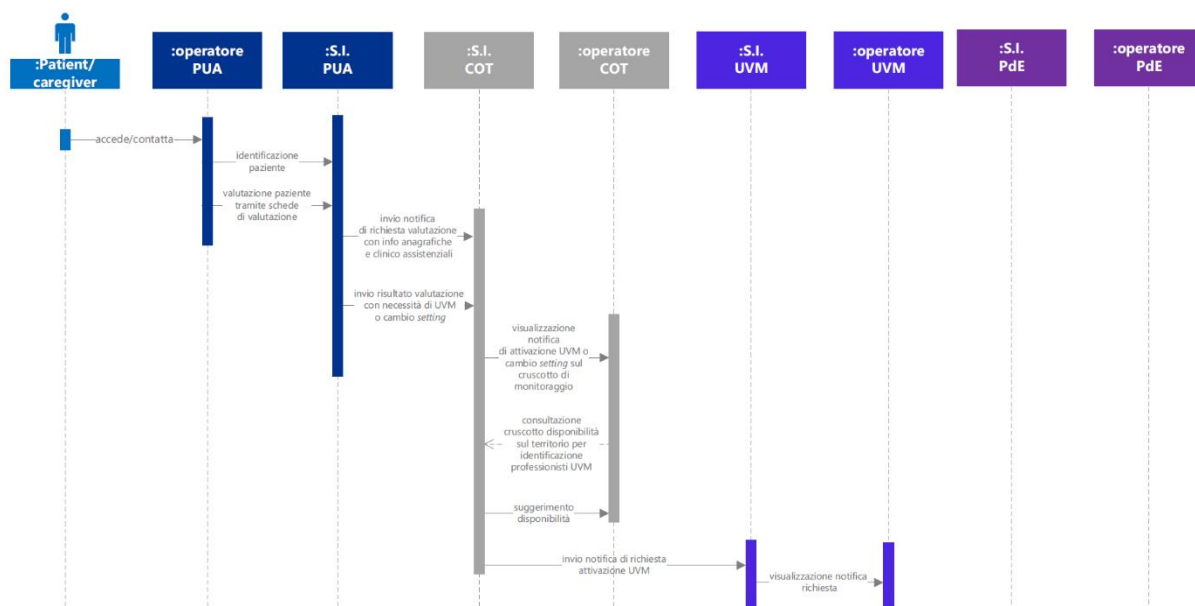 :Patient/
caregiver
:operatore
PUA
:S.I.
PUA
:S.I.
COT
:operatore
COT
:S.I.
UVM
:operatore
UVM
:S.I.
PdE
:operatore
PdE
accede/contatta
identificazione
paziente
valutazione paziente
tramite schede
di valutazione
invio notifica
di richiesta valutazione
con info anagrafiche
e clinico assistenziali
invio risultato valutazione
con necessità di UVM
o cambio setting
visualizzazione
notifica
di attivazione UVM o
cambio setting sul
cruscotto di
monitoraggio
consultazione
cruscotto disponibilità
sul territorio per
identificazione
professionisti UVM
suggerimento
disponibilità
invio notifica di richiesta
attivazione UVM
visualizzazione notifica
richiesta